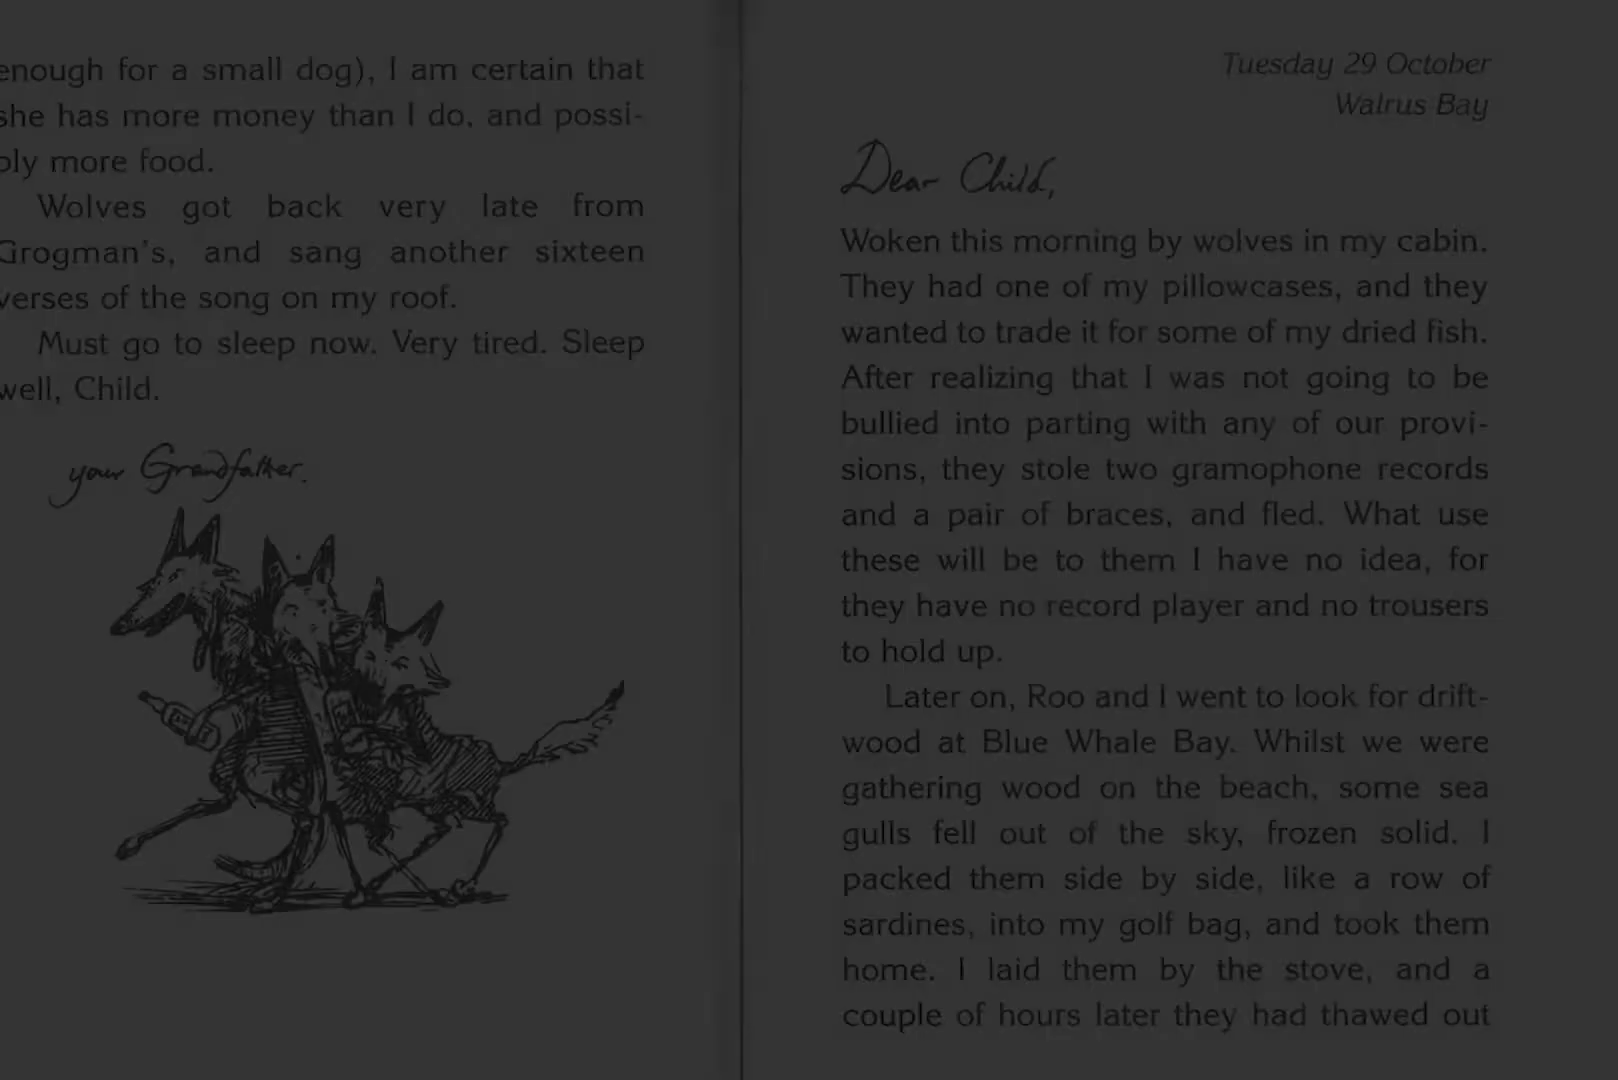 enough for a small dog), I am certain that
she has more money than I do, and possi-
bly more food.
Wolves got back very late from
Grogman's, and sang another sixteen
verses of the song on my roof.
Must go to sleep now. Very tired. Sleep
well, Child.
your Grandfather.
Tuesday 29 October
Walrus Bay
Dear Child,
Woken this morning by wolves in my cabin.
They had one of my pillowcases, and they
wanted to trade it for some of my dried fish.
After realizing that I was not going to be
bullied into parting with any of our provi-
sions, they stole two gramophone records
and a pair of braces, and fled. What use
these will be to them I have no idea, for
they have no record player and no trousers
to hold up.
Later on, Roo and I went to look for drift-
wood at Blue Whale Bay. Whilst we were
gathering wood on the beach, some sea
gulls fell out of the sky, frozen solid. I
packed them side by side, like a row of
sardines, into my golf bag, and took them
home. I laid them by the stove, and a
couple of hours later they had thawed out